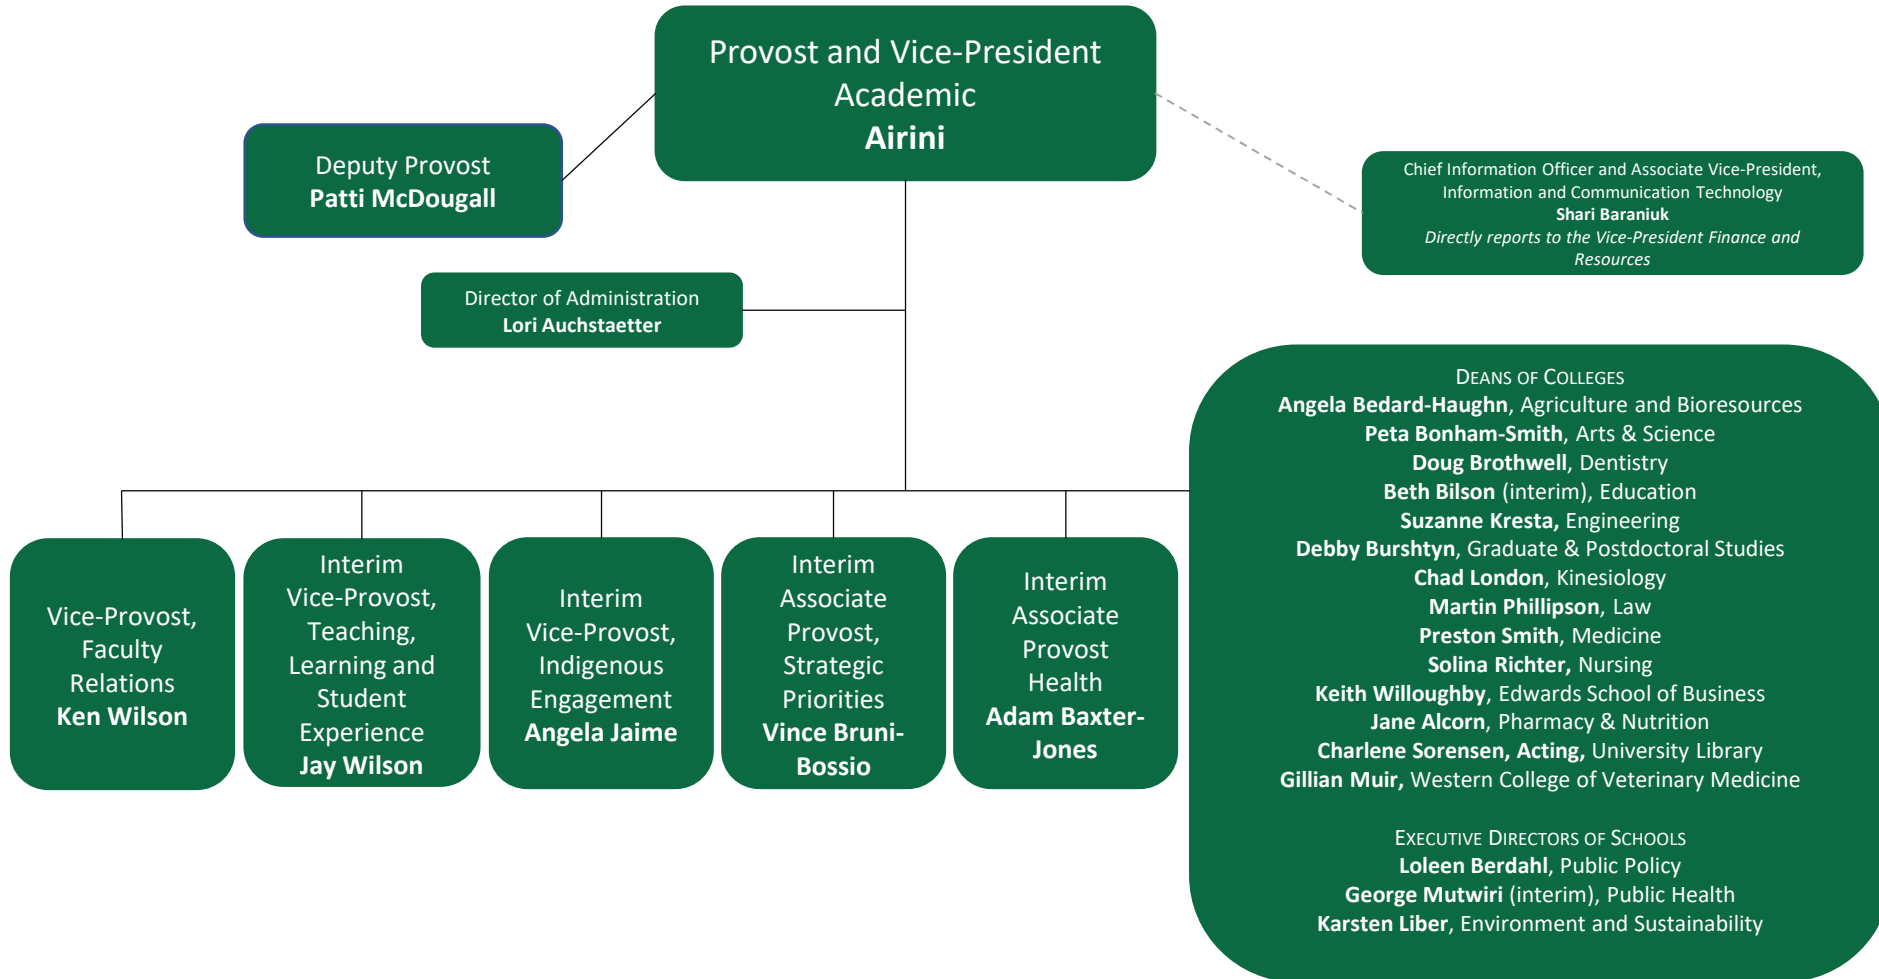 Provost and Vice-President
Academic
Airini
Deputy Provost
Patti McDougall
Chief Information Officer and Associate Vice-President,
Information and Communication Technology
Shari Baraniuk
Directly reports to the Vice-President Finance and
Resources
Director of Administration
Lori Auchstaetter
Vice-Provost,
Faculty
Relations
Ken Wilson
Interim
Vice-Provost,
Teaching,
Learning and
Student
Experience
Jay Wilson
Interim
Vice-Provost,
Indigenous
Engagement
Angela Jaime
Interim
Associate
Provost,
Strategic
Priorities
Vince Bruni-
Bossio
Interim
Associate
Provost
Health
Adam Baxter-
Jones
DEANS OF COLLEGES
Angela Bedard-Haughn, Agriculture and Bioresources
Peta Bonham-Smith, Arts & Science
Doug Brothwell, Dentistry
Beth Bilson (interim), Education
Suzanne Kresta, Engineering
Debby Burshtyn, Graduate & Postdoctoral Studies
Chad London, Kinesiology
Martin Phillipson, Law
Preston Smith, Medicine
Solina Richter, Nursing
Keith Willoughby, Edwards School of Business
Jane Alcorn, Pharmacy & Nutrition
Charlene Sorensen, Acting, University Library
Gillian Muir, Western College of Veterinary Medicine
EXECUTIVE DIRECTORS OF SCHOOLS
Loleen Berdahl, Public Policy
George Mutwiri (interim), Public Health
Karsten Liber, Environment and Sustainability